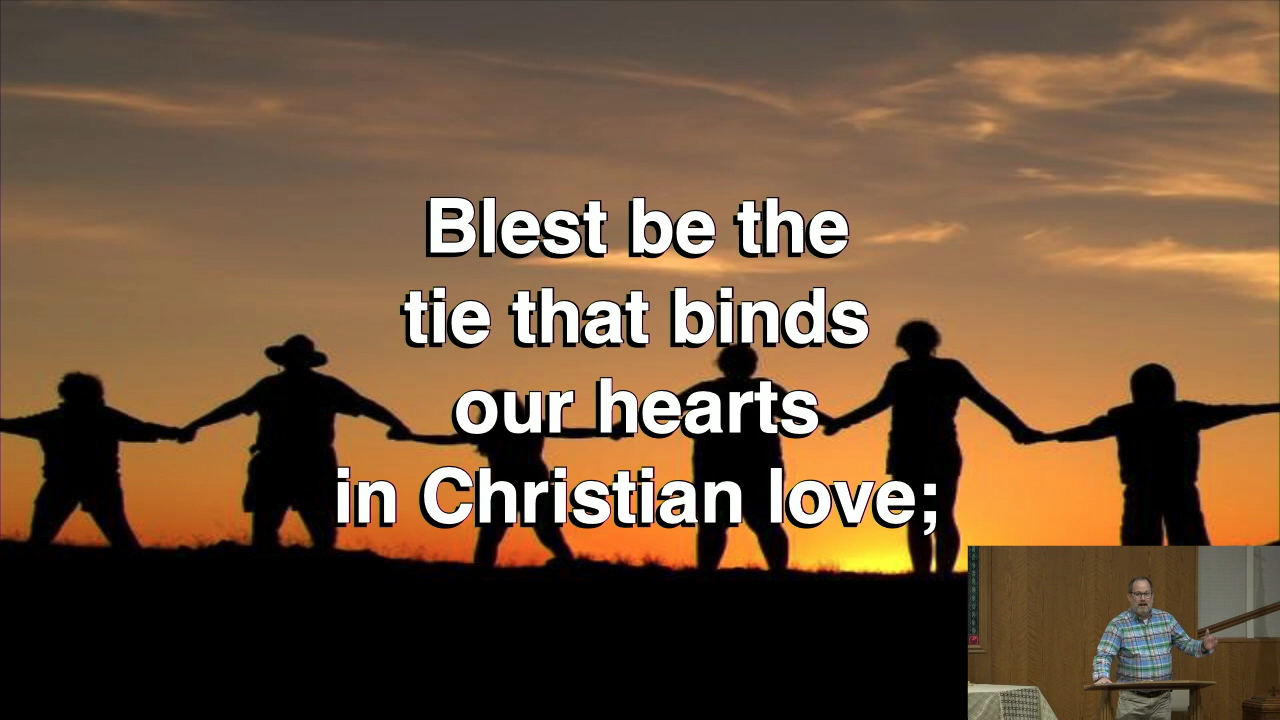 Blest be the
tie that binds
our hearts
in Christian love;